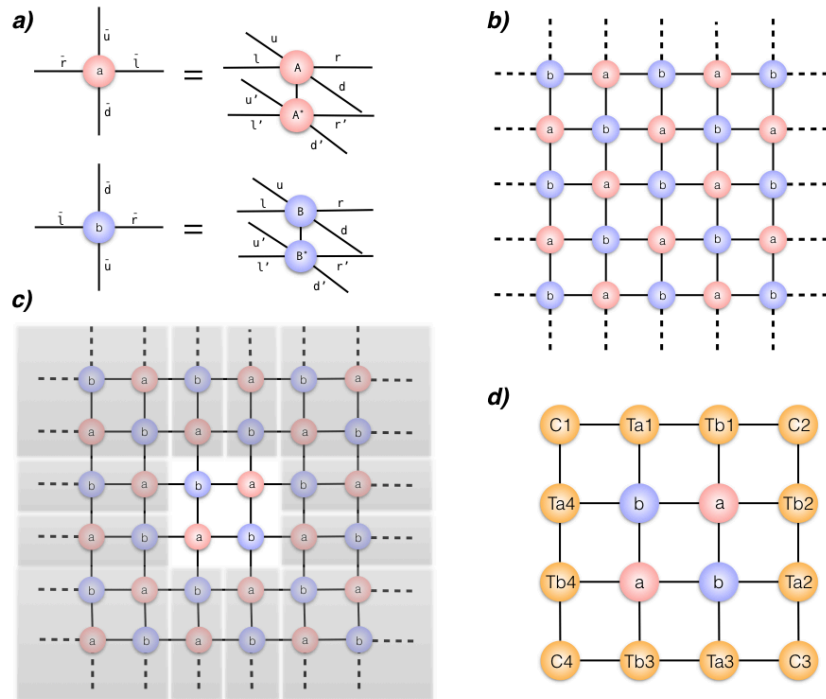 a)
ū
r̄ a l̄
d̄
=
u
l A r
d
u'
l' A* r'
d'
d̄
l̄ b r̄
ū
=
u
l B r
d
u'
l' B* r'
d'
b)
b a b a b
a b a b a
b a b a b
a b a b a
b a b a b
c)
b a b a b a
a b a b a b
b a b a b a
a b a b a b
b a b a b a
a b a b a b
d)
C1 Ta1 Tb1 C2
Ta4 b a Tb2
Tb4 a b Ta2
C4 Tb3 Ta3 C3